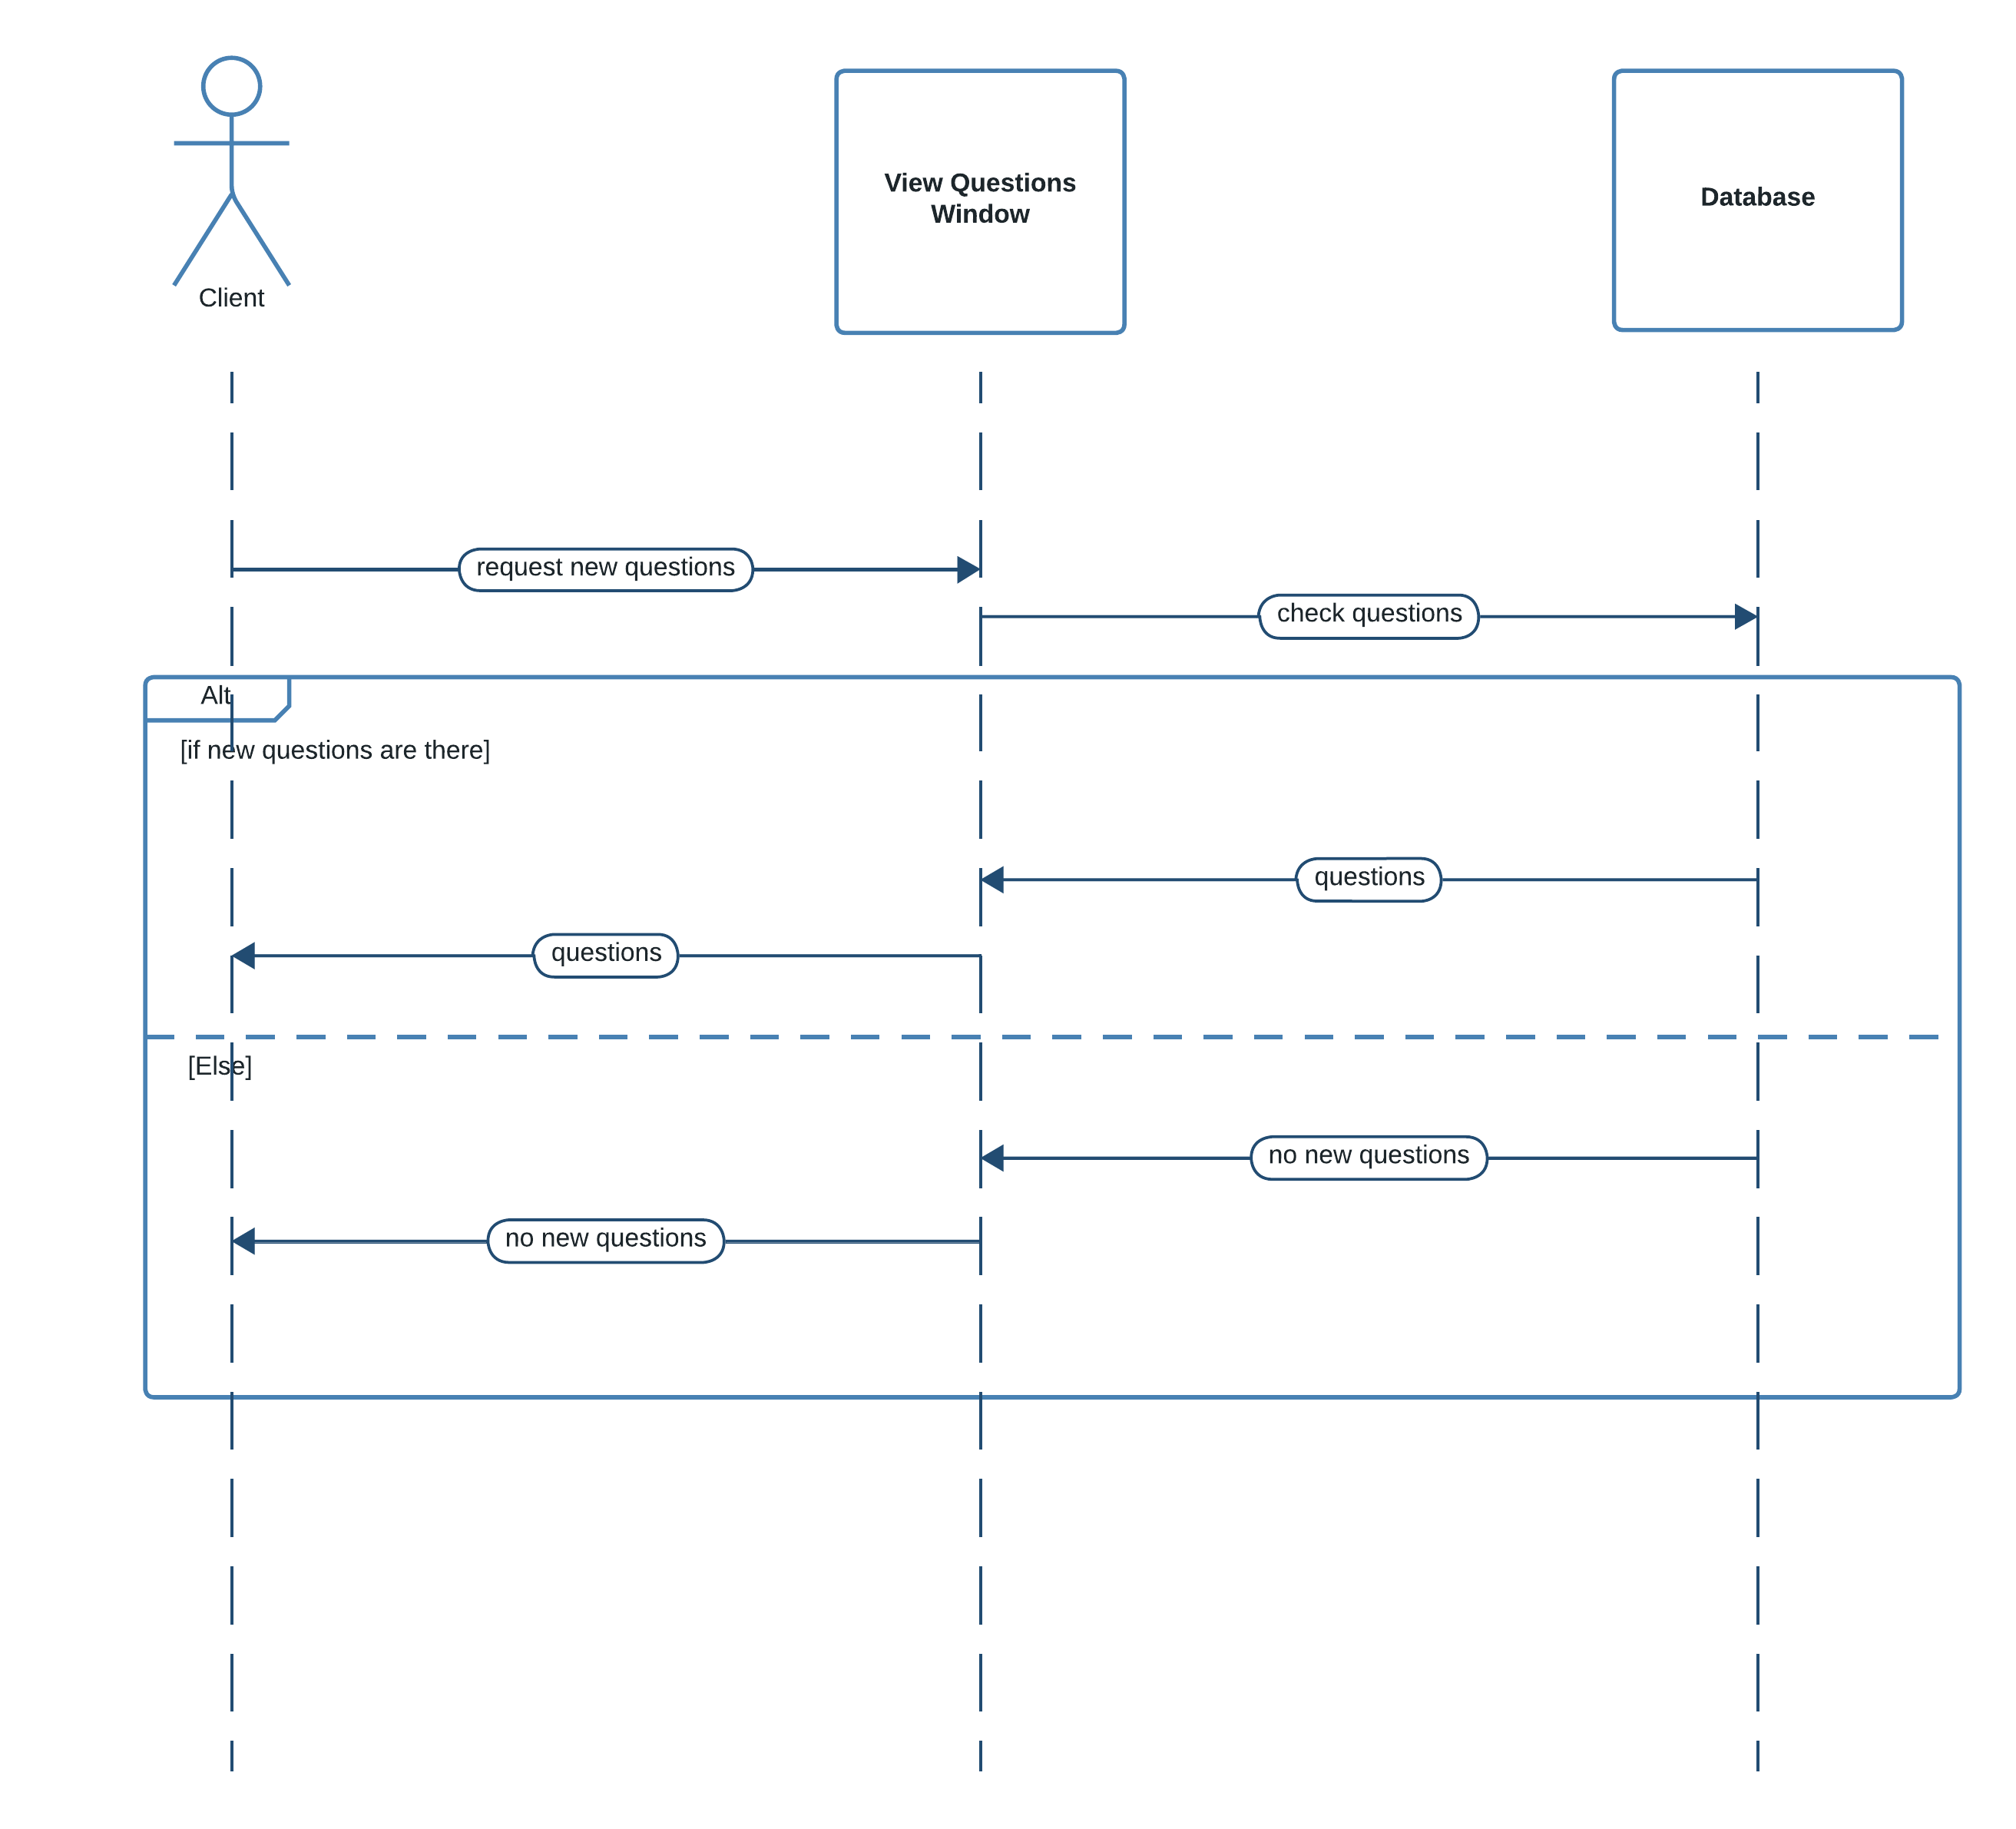 View Questions
Window
Database
Client
request new questions
check questions
Alt
[if new questions are there]
questions
questions
[Else]
no new questions
no new questions